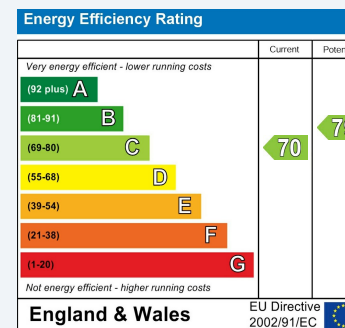 Energy Efficiency Rating
Current
Very energy efficient - lower running costs
(92 plus) A
(81-91) B
(69-80) C
70
(55-68) D
(39-54) E
(21-38) F
(1-20) G
Not energy efficient - higher running costs
England & Wales
EU Directive
2002/91/EC